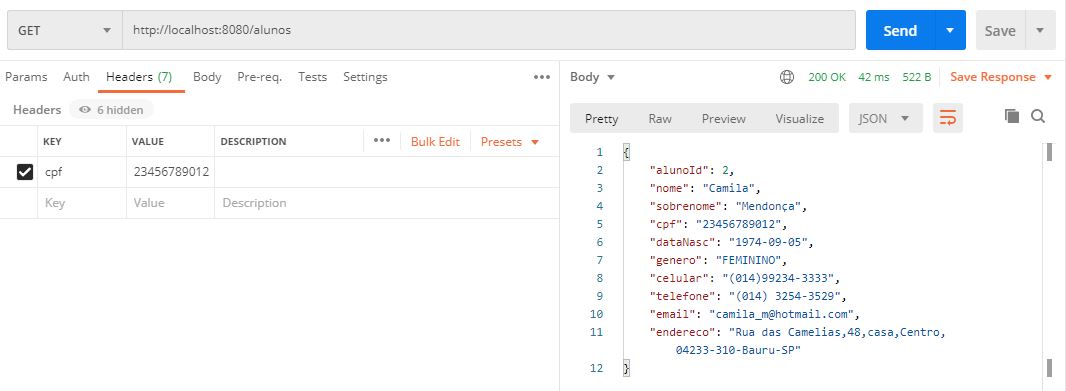 GET http://localhost:8080/alunos Send Save
Params Auth Headers (7) Body Pre-req. Tests Settings •••
Headers 6 hidden
KEY VALUE DESCRIPTION ••• Bulk Edit Presets
cpf 23456789012
Key Value Description
Body 200 OK 42 ms 522 B Save Response
Pretty Raw Preview Visualize JSON
1 {
2 "alunoId": 2,
3 "nome": "Camila",
4 "sobrenome": "Mendonça",
5 "cpf": "23456789012",
6 "dataNasc": "1974-09-05",
7 "genero": "FEMININO",
8 "celular": "(014)99234-3333",
9 "telefone": "(014) 3254-3529",
10 "email": "camila_m@hotmail.com",
11 "endereco": "Rua das Camelias,48,casa,Centro,
04233-310-Bauru-SP"
12 }